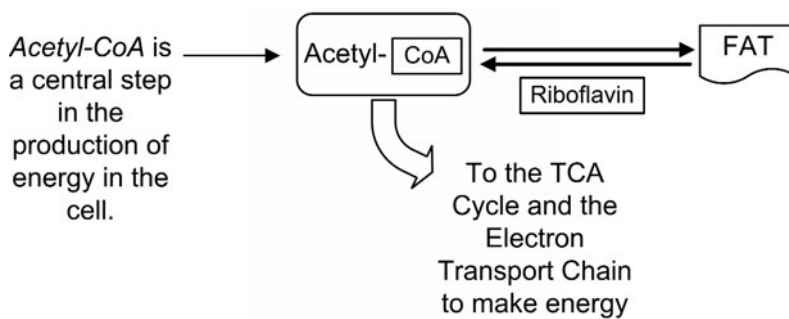 Acetyl-CoA is
a central step
in the
production of
energy in the
cell.
Acetyl- CoA
FAT
Riboflavin
To the TCA
Cycle and the
Electron
Transport Chain
to make energy